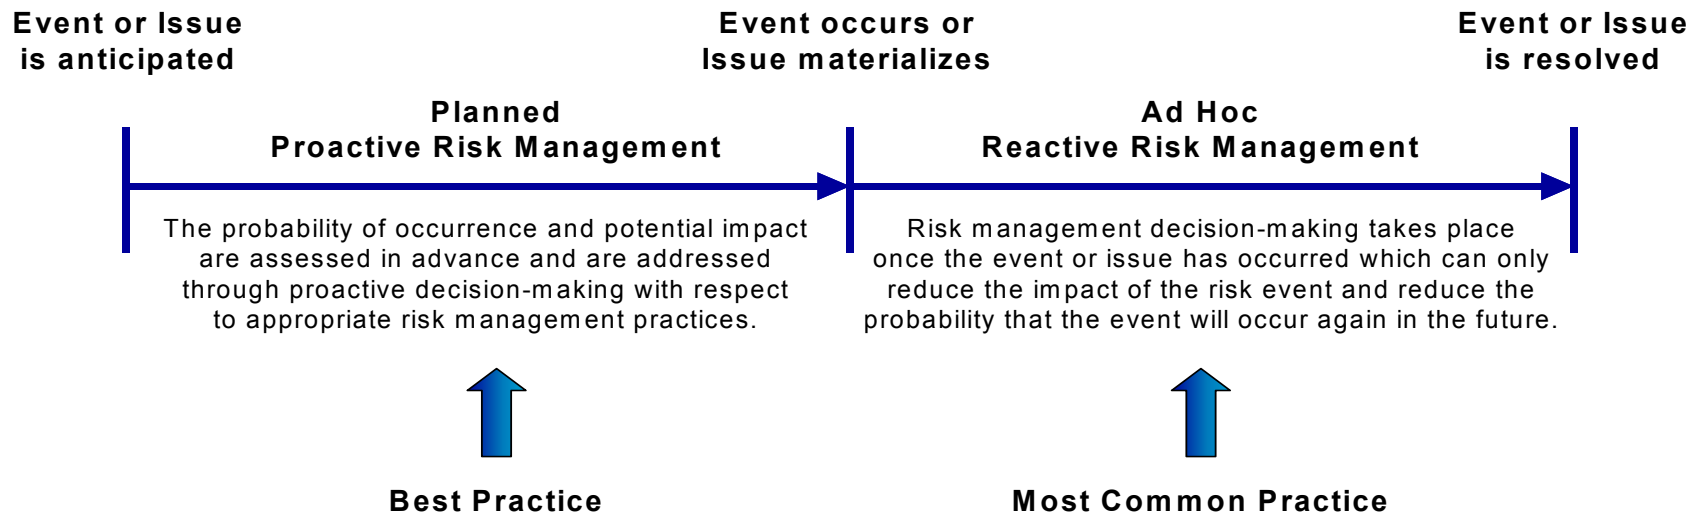 Event or Issue
is anticipated
Event occurs or
Issue materializes
Event or Issue
is resolved
Planned
Proactive Risk Management
Ad Hoc
Reactive Risk Management
The probability of occurrence and potential impact
are assessed in advance and are addressed
through proactive decision-making with respect
to appropriate risk management practices.
Risk management decision-making takes place
once the event or issue has occurred which can only
reduce the impact of the risk event and reduce the
probability that the event will occur again in the future.
Best Practice
Most Common Practice